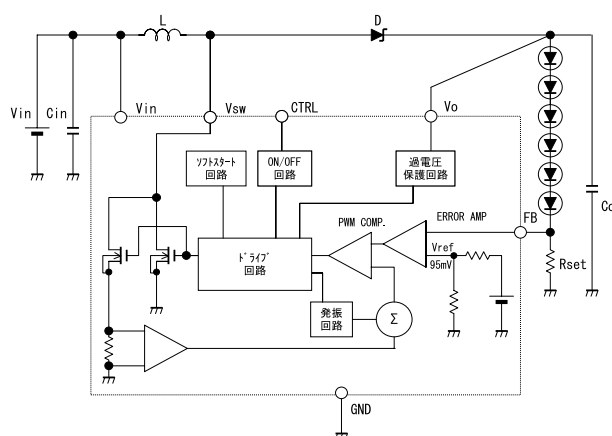 L
D
Vin
Cin
Vin
Vsw
CTRL
Vo
ｿﾌﾄｽﾀｰﾄ
回路
ON/OFF
回路
過電圧
保護回路
PWM COMP.
ERROR AMP
FB
Co
ﾄﾞﾗｲﾌﾞ
回路
Vref
95mV
Rset
発振
回路
Σ
GND